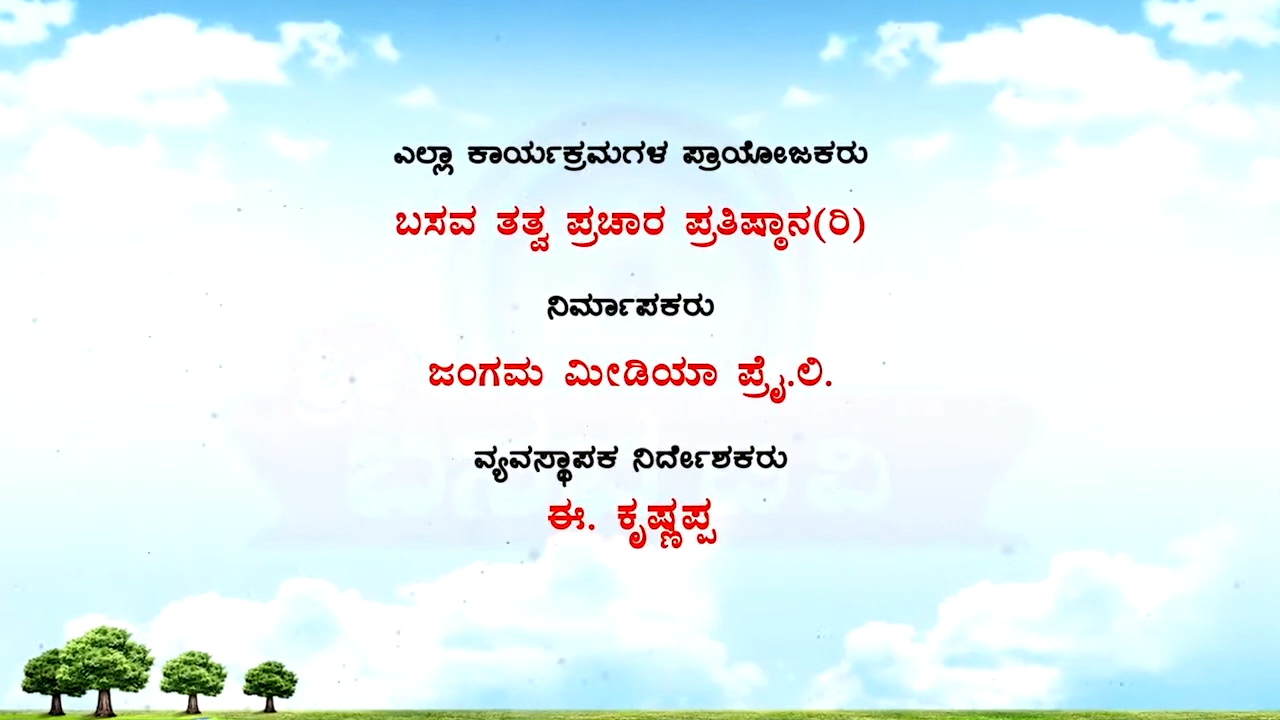 ಎಲ್ಲಾ ಕಾರ್ಯಕ್ರಮಗಳ ಪ್ರಾಯೋಜಕರು
ಬಸವ ತತ್ವ ಪ್ರಚಾರ ಪ್ರತಿಷ್ಠಾನ(ರಿ)
ನಿರ್ಮಾಪಕರು
ಜಂಗಮ ಮೀಡಿಯಾ ಪ್ರೈ.ಲಿ.
ವ್ಯವಸ್ಥಾಪಕ ನಿರ್ದೇಶಕರು
ಈ. ಕೃಷ್ಣಪ್ಪ